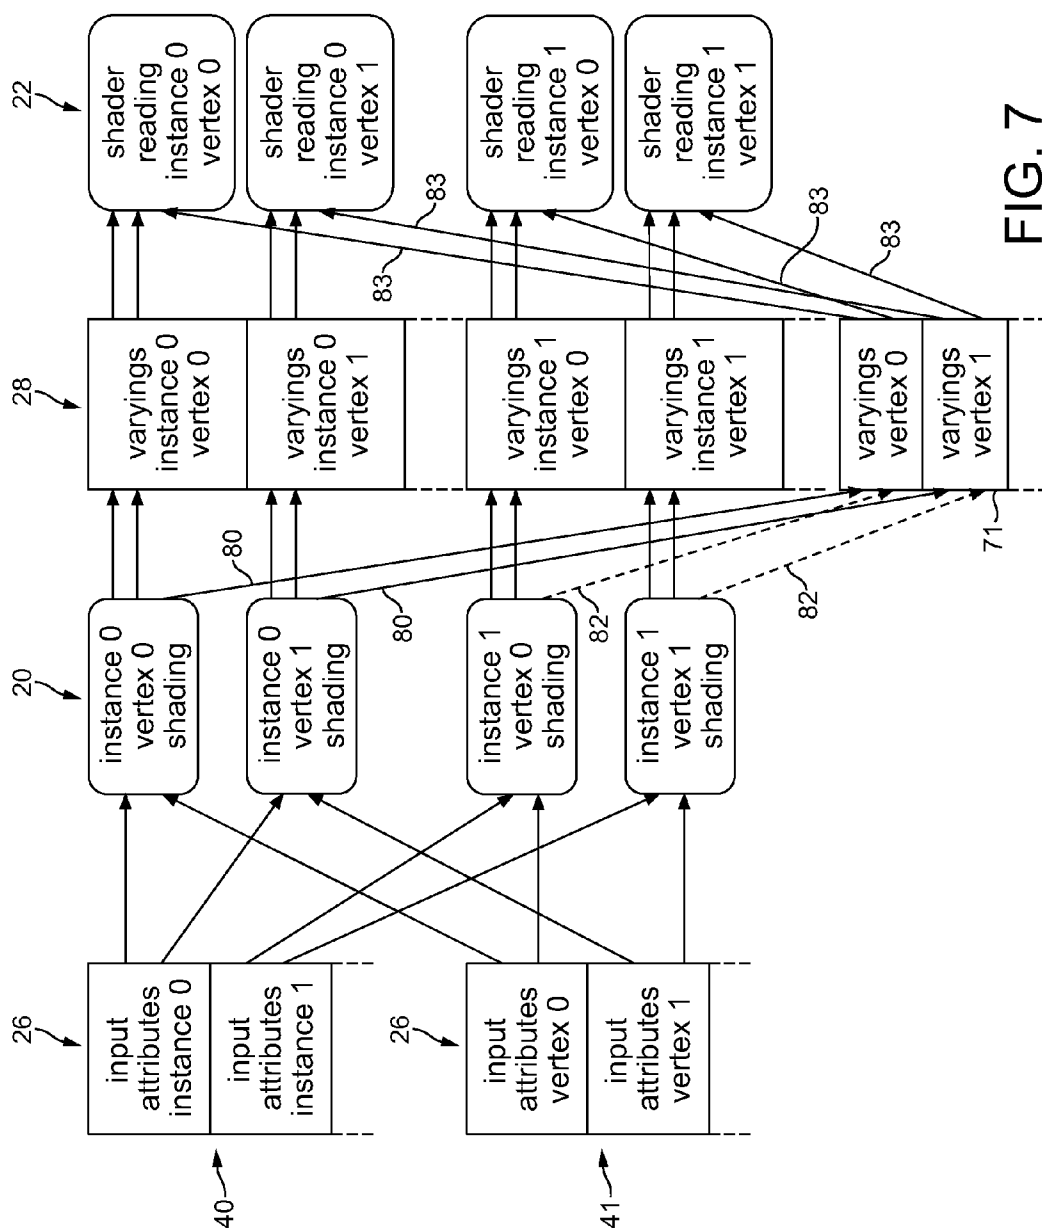 40
26
input
attributes
instance 0
input
attributes
instance 1
41
26
input
attributes
vertex 0
input
attributes
vertex 1
20
instance 0
vertex 0
shading
instance 0
vertex 1
shading
instance 1
vertex 0
shading
instance 1
vertex 1
shading
80
80
82
82
28
varyings
instance 0
vertex 0
varyings
instance 0
vertex 1
varyings
instance 1
vertex 0
varyings
instance 1
vertex 1
varyings
vertex 0
varyings
vertex 1
71
83
83
83
83
22
shader
reading
instance 0
vertex 0
shader
reading
instance 0
vertex 1
shader
reading
instance 1
vertex 0
shader
reading
instance 1
vertex 1
FIG. 7